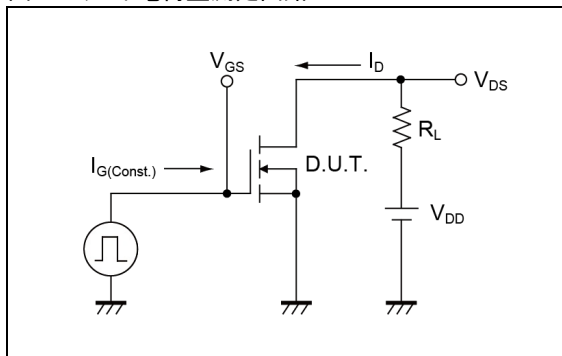 V_GS
I_D
V_DS
I_G(Const.)
D.U.T.
R_L
V_DD